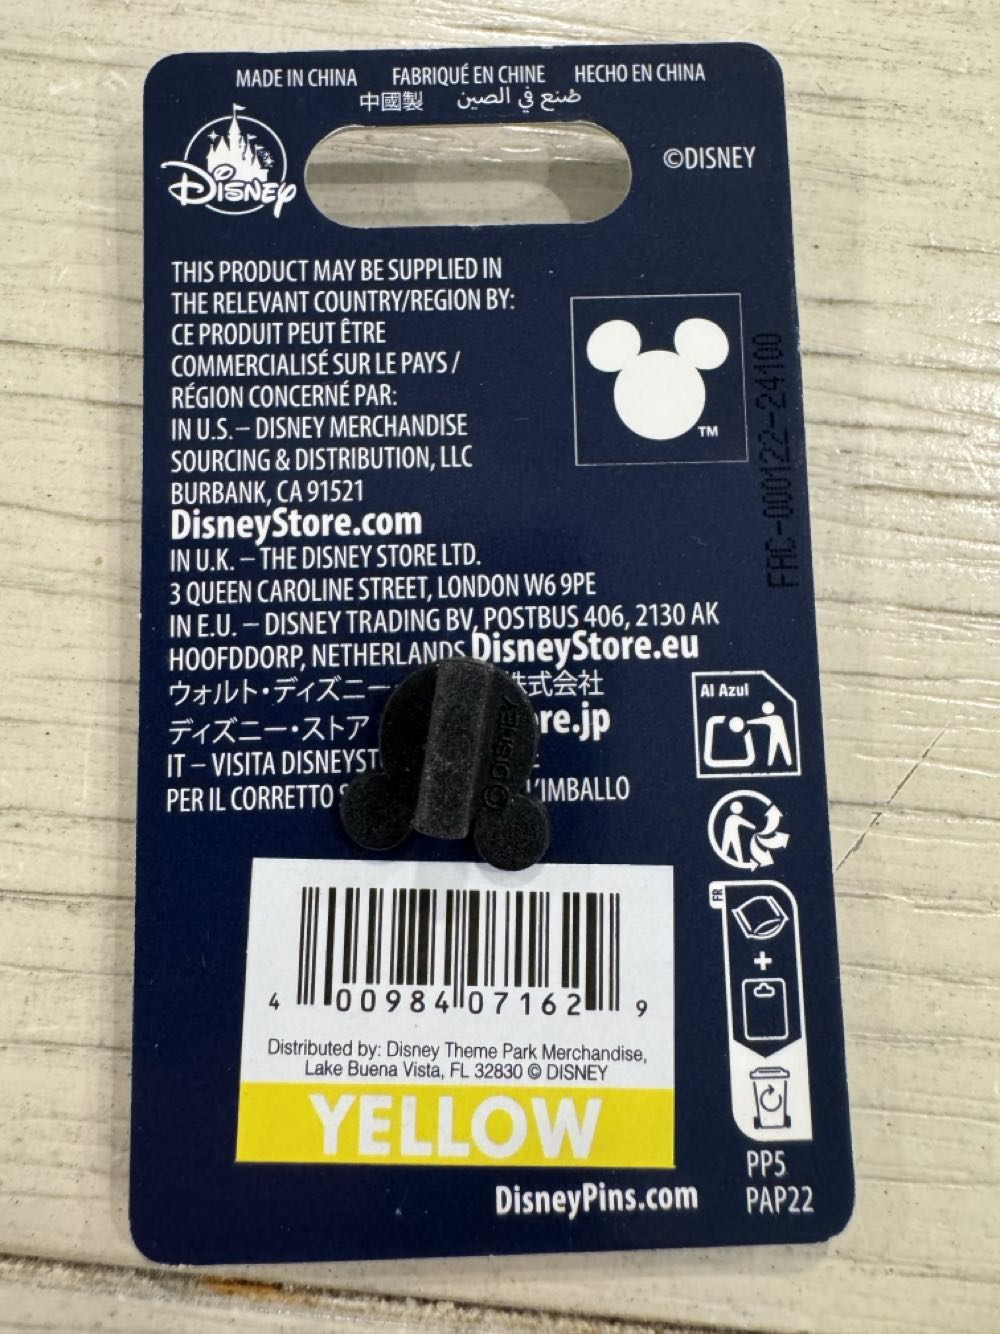 MADE IN CHINA FABRIQUÉ EN CHINE HECHO EN CHINA
中國製 صُنع في الصين
DISNEY
©DISNEY
THIS PRODUCT MAY BE SUPPLIED IN
THE RELEVANT COUNTRY/REGION BY:
CE PRODUIT PEUT ÊTRE
COMMERCIALISÉ SUR LE PAYS /
RÉGION CONCERNÉ PAR:
IN U.S. – DISNEY MERCHANDISE
SOURCING & DISTRIBUTION, LLC
BURBANK, CA 91521
DisneyStore.com
IN U.K. – THE DISNEY STORE LTD.
3 QUEEN CAROLINE STREET, LONDON W6 9PE
IN E.U. – DISNEY TRADING BV, POSTBUS 406, 2130 AK
HOOFDDORP, NETHERLANDS DisneyStore.eu
ウォルト・ディズニー 株式会社
ディズニー・ストア re.jp
IT – VISITA DISNEYST
PER IL CORRETTO L'IMBALLO
©DISNEY
TM
FAC-000122-24100
Al Azul
FR
+
4 00984 07162 9
Distributed by: Disney Theme Park Merchandise,
Lake Buena Vista, FL 32830 © DISNEY
YELLOW
DisneyPins.com
PP5
PAP22